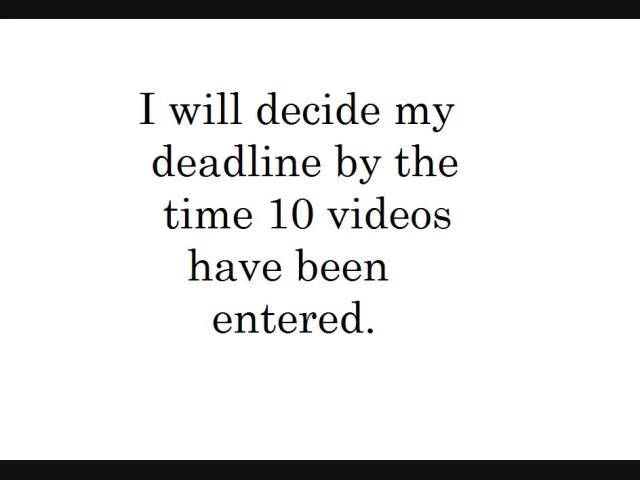 I will decide my
deadline by the
time 10 videos
have been
entered.